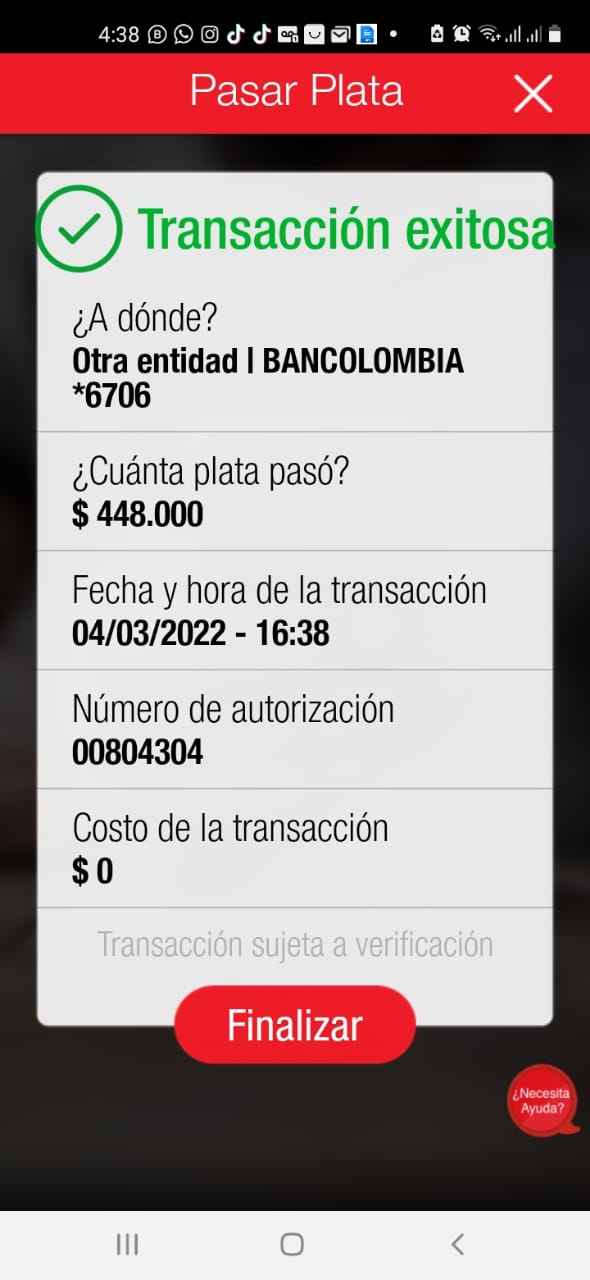 4:38
Pasar Plata
Transacción exitosa
¿A dónde?
Otra entidad | BANCOLOMBIA
*6706
¿Cuánta plata pasó?
$ 448.000
Fecha y hora de la transacción
04/03/2022 - 16:38
Número de autorización
00804304
Costo de la transacción
$ 0
Transacción sujeta a verificación
Finalizar
¿Necesita
Ayuda?